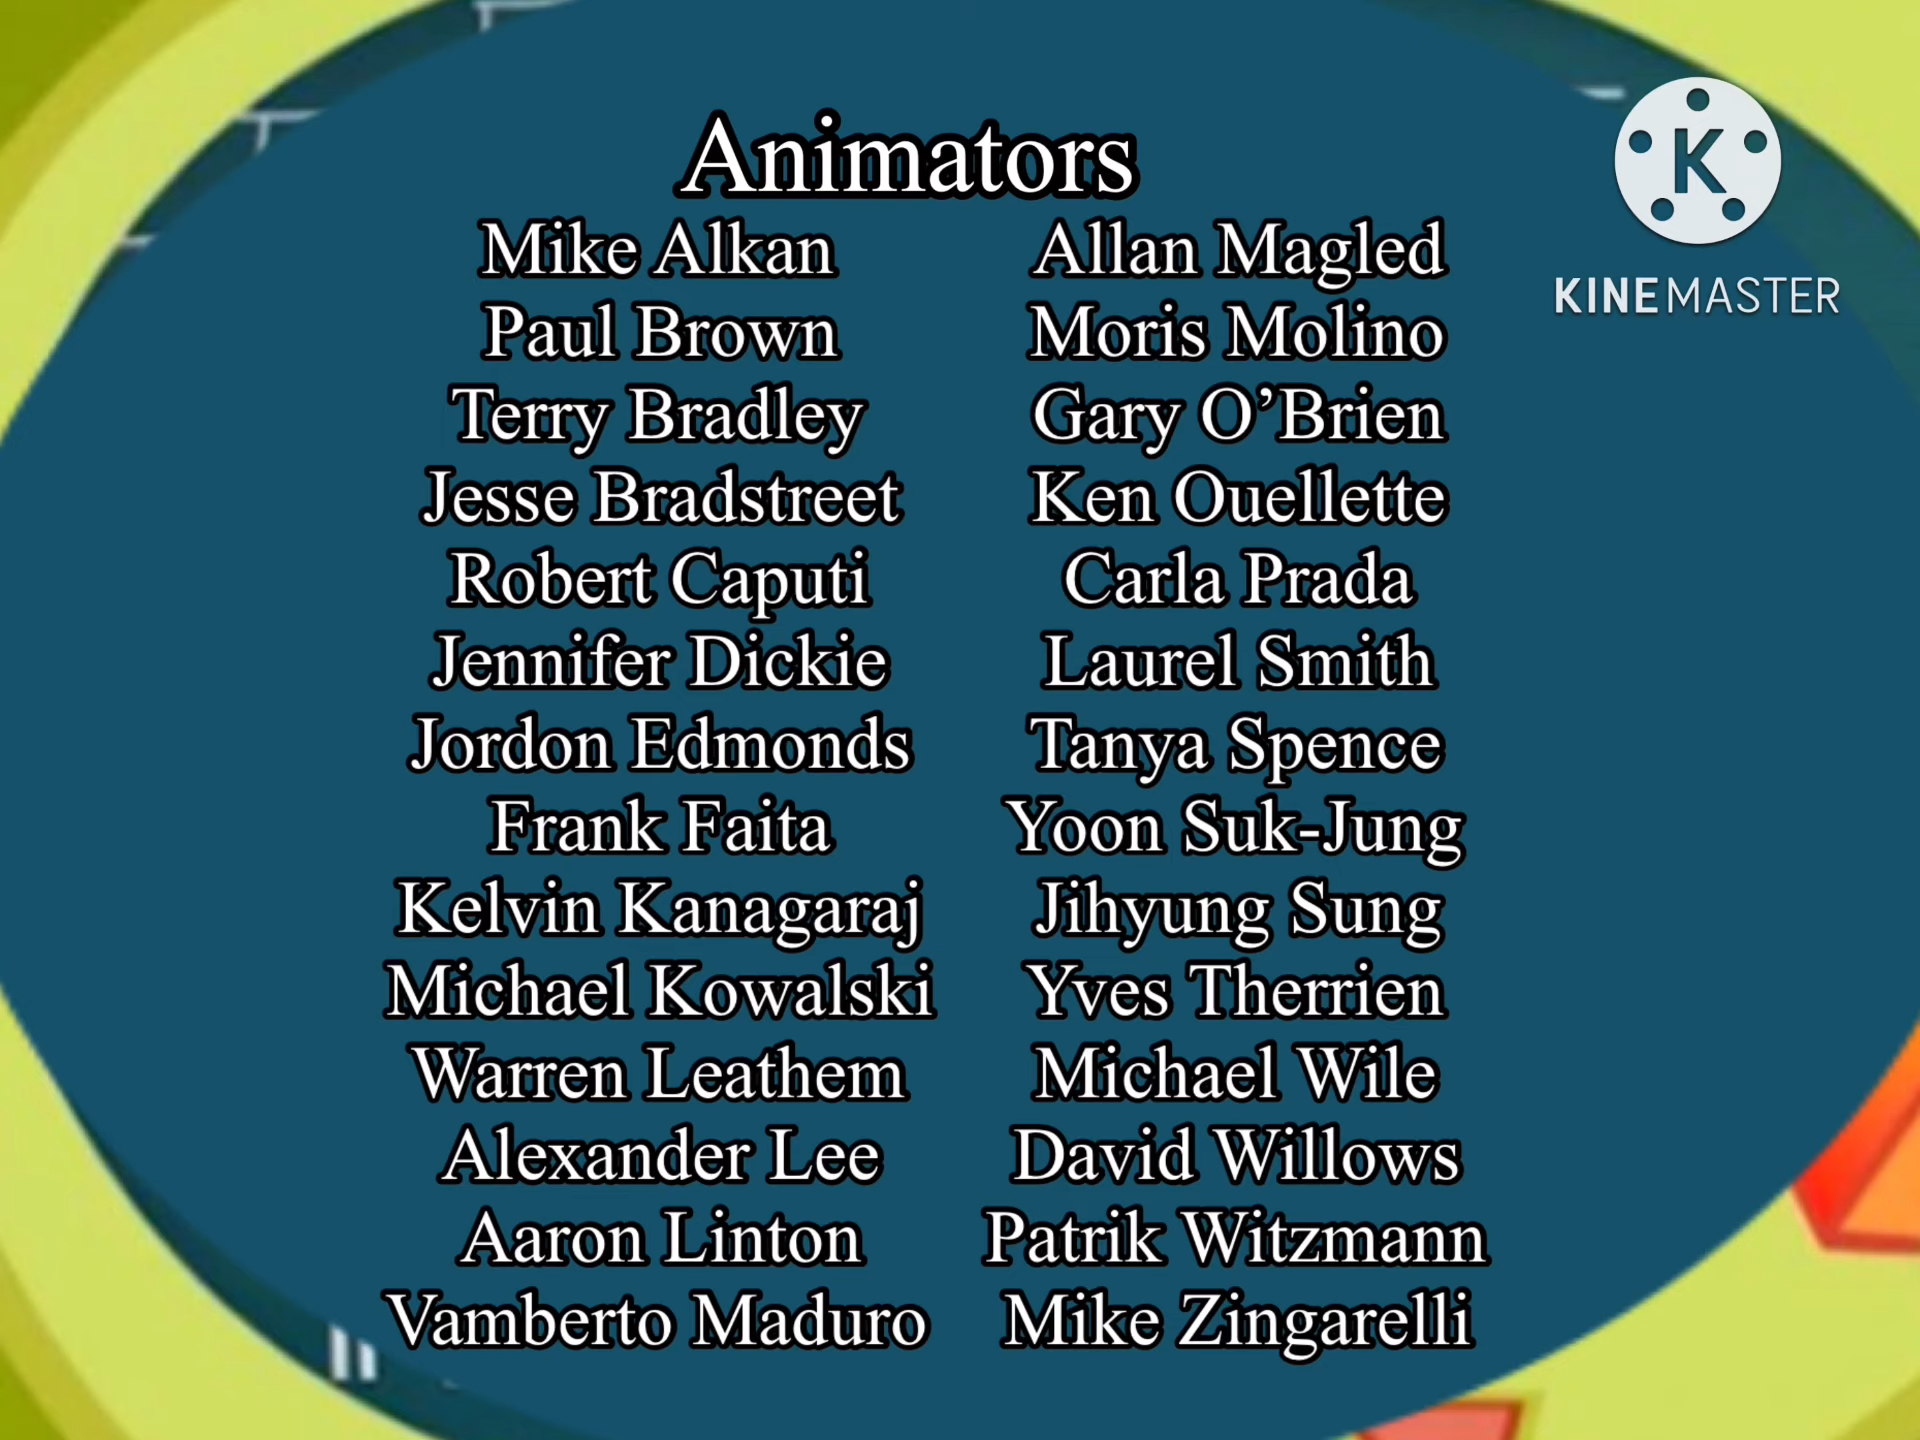 Animators
Mike Alkan
Paul Brown
Terry Bradley
Jesse Bradstreet
Robert Caputi
Jennifer Dickie
Jordon Edmonds
Frank Faita
Kelvin Kanagaraj
Michael Kowalski
Warren Leathem
Alexander Lee
Aaron Linton
Vamberto Maduro
Allan Magled
Moris Molino
Gary O’Brien
Ken Ouellette
Carla Prada
Laurel Smith
Tanya Spence
Yoon Suk-Jung
Jihyung Sung
Yves Therrien
Michael Wile
David Willows
Patrik Witzmann
Mike Zingarelli
K
KINEMASTER